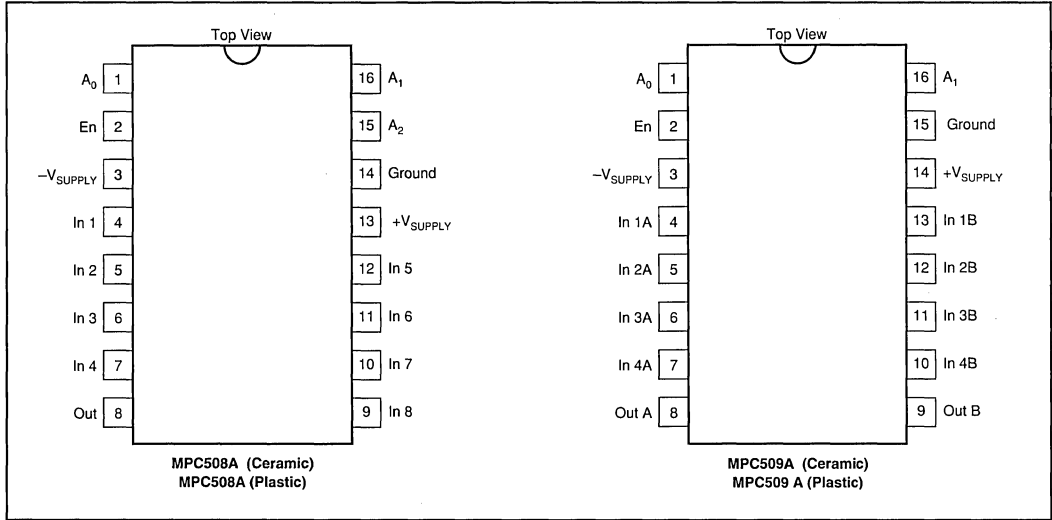 Top View
A0 1
16 A1
En 2
15 A2
–VSUPPLY 3
14 Ground
In 1 4
13 +VSUPPLY
In 2 5
12 In 5
In 3 6
11 In 6
In 4 7
10 In 7
Out 8
9 In 8
MPC508A (Ceramic)
MPC508A (Plastic)
Top View
A0 1
16 A1
En 2
15 Ground
–VSUPPLY 3
14 +VSUPPLY
In 1A 4
13 In 1B
In 2A 5
12 In 2B
In 3A 6
11 In 3B
In 4A 7
10 In 4B
Out A 8
9 Out B
MPC509A (Ceramic)
MPC509 A (Plastic)